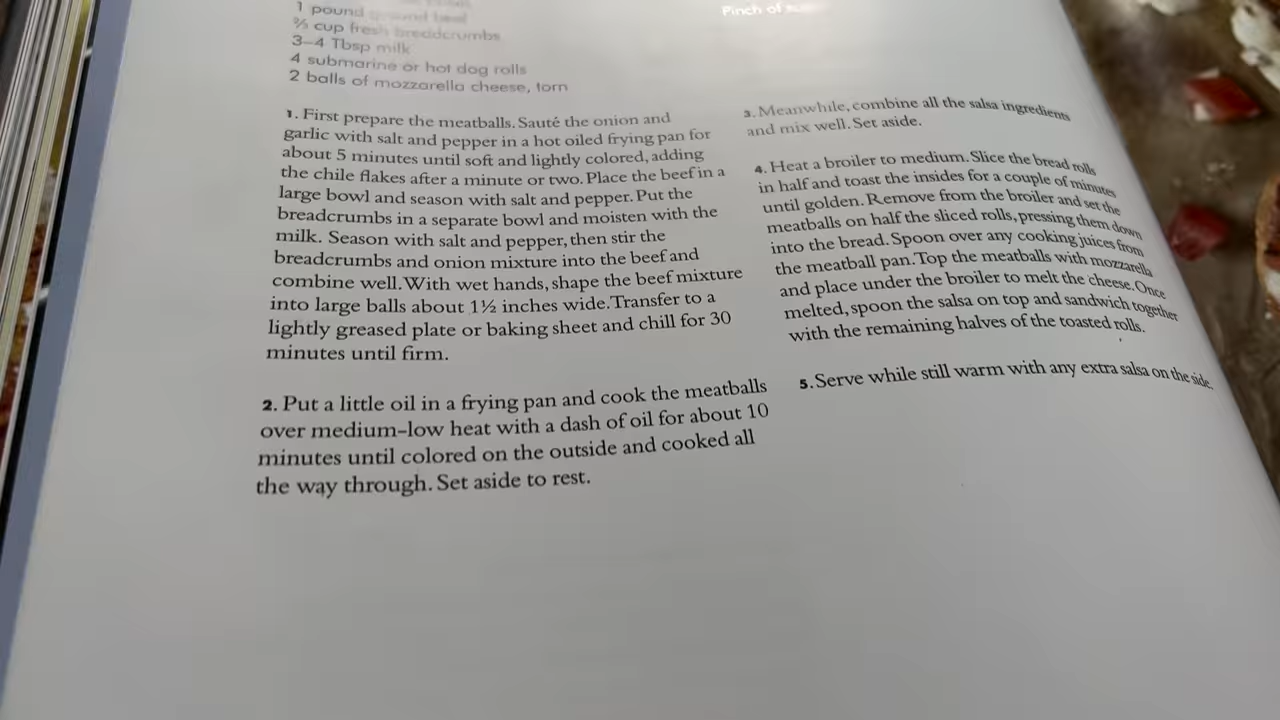 1 pound ground beef
⅔ cup fresh breadcrumbs
3–4 Tbsp milk
4 submarine or hot dog rolls
2 balls of mozzarella cheese, torn
1. First prepare the meatballs. Sauté the onion and
garlic with salt and pepper in a hot oiled frying pan for
about 5 minutes until soft and lightly colored, adding
the chile flakes after a minute or two. Place the beef in a
large bowl and season with salt and pepper. Put the
breadcrumbs in a separate bowl and moisten with the
milk. Season with salt and pepper, then stir the
breadcrumbs and onion mixture into the beef and
combine well. With wet hands, shape the beef mixture
into large balls about 1½ inches wide. Transfer to a
lightly greased plate or baking sheet and chill for 30
minutes until firm.
2. Put a little oil in a frying pan and cook the meatballs
over medium-low heat with a dash of oil for about 10
minutes until colored on the outside and cooked all
the way through. Set aside to rest.
Pinch of
3. Meanwhile, combine all the salsa ingredients
and mix well. Set aside.
4. Heat a broiler to medium. Slice the bread rolls
in half and toast the insides for a couple of minutes
until golden. Remove from the broiler and set the
meatballs on half the sliced rolls, pressing them down
into the bread. Spoon over any cooking juices from
the meatball pan. Top the meatballs with mozzarella
and place under the broiler to melt the cheese. Once
melted, spoon the salsa on top and sandwich together
with the remaining halves of the toasted rolls.
5. Serve while still warm with any extra salsa on the side.